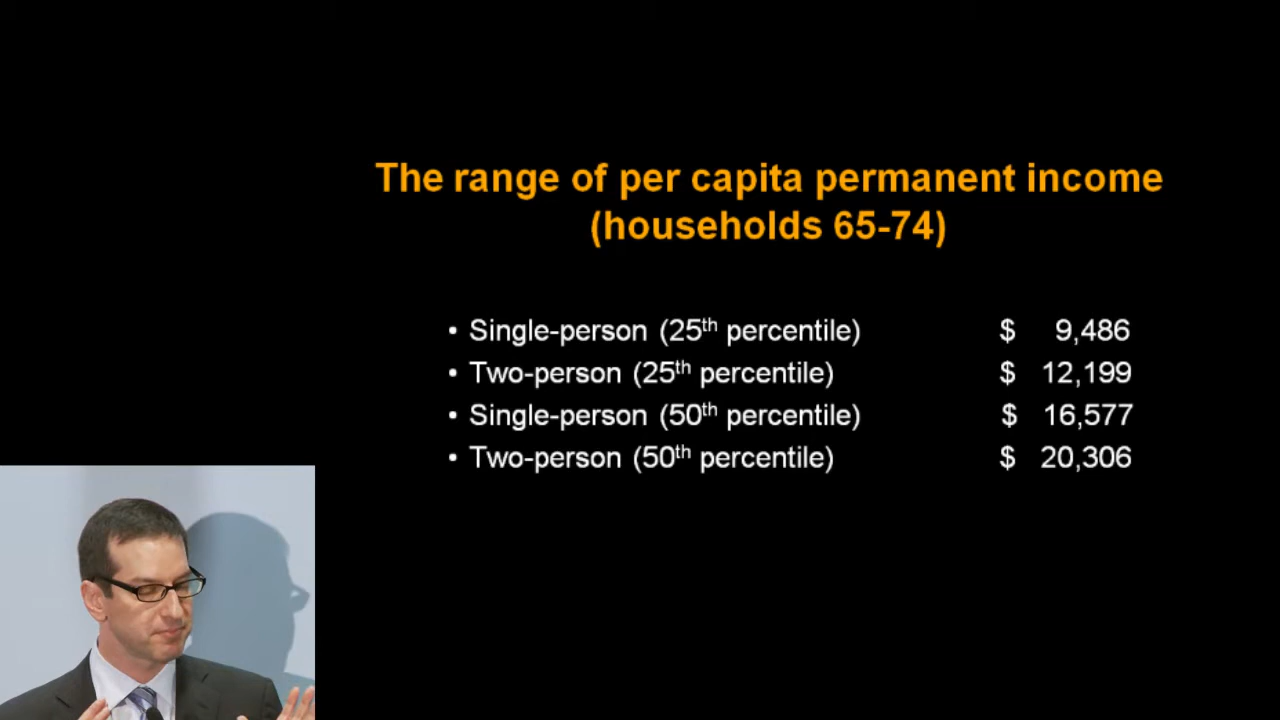 The range of per capita permanent income
(households 65-74)
• Single-person (25th percentile) $ 9,486
• Two-person (25th percentile) $ 12,199
• Single-person (50th percentile) $ 16,577
• Two-person (50th percentile) $ 20,306